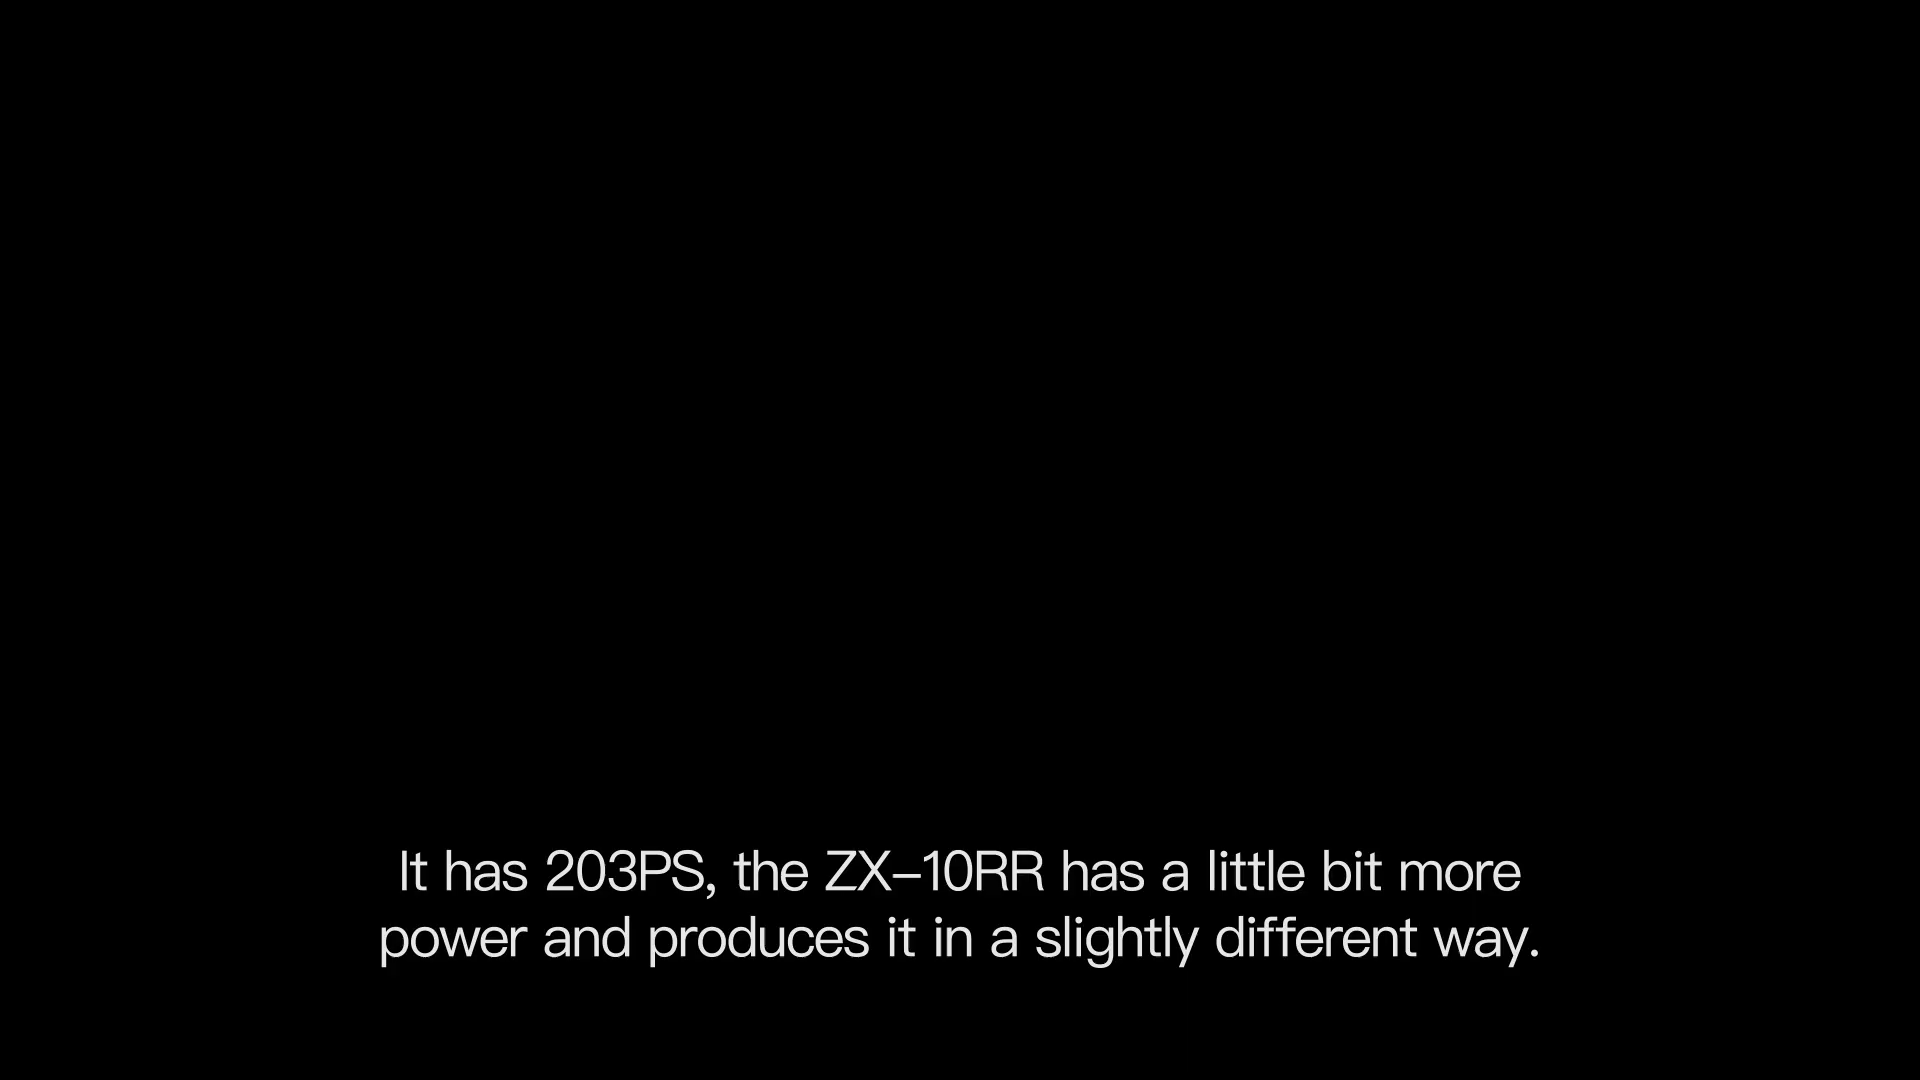 It has 203PS, the ZX-10RR has a little bit more
power and produces it in a slightly different way.